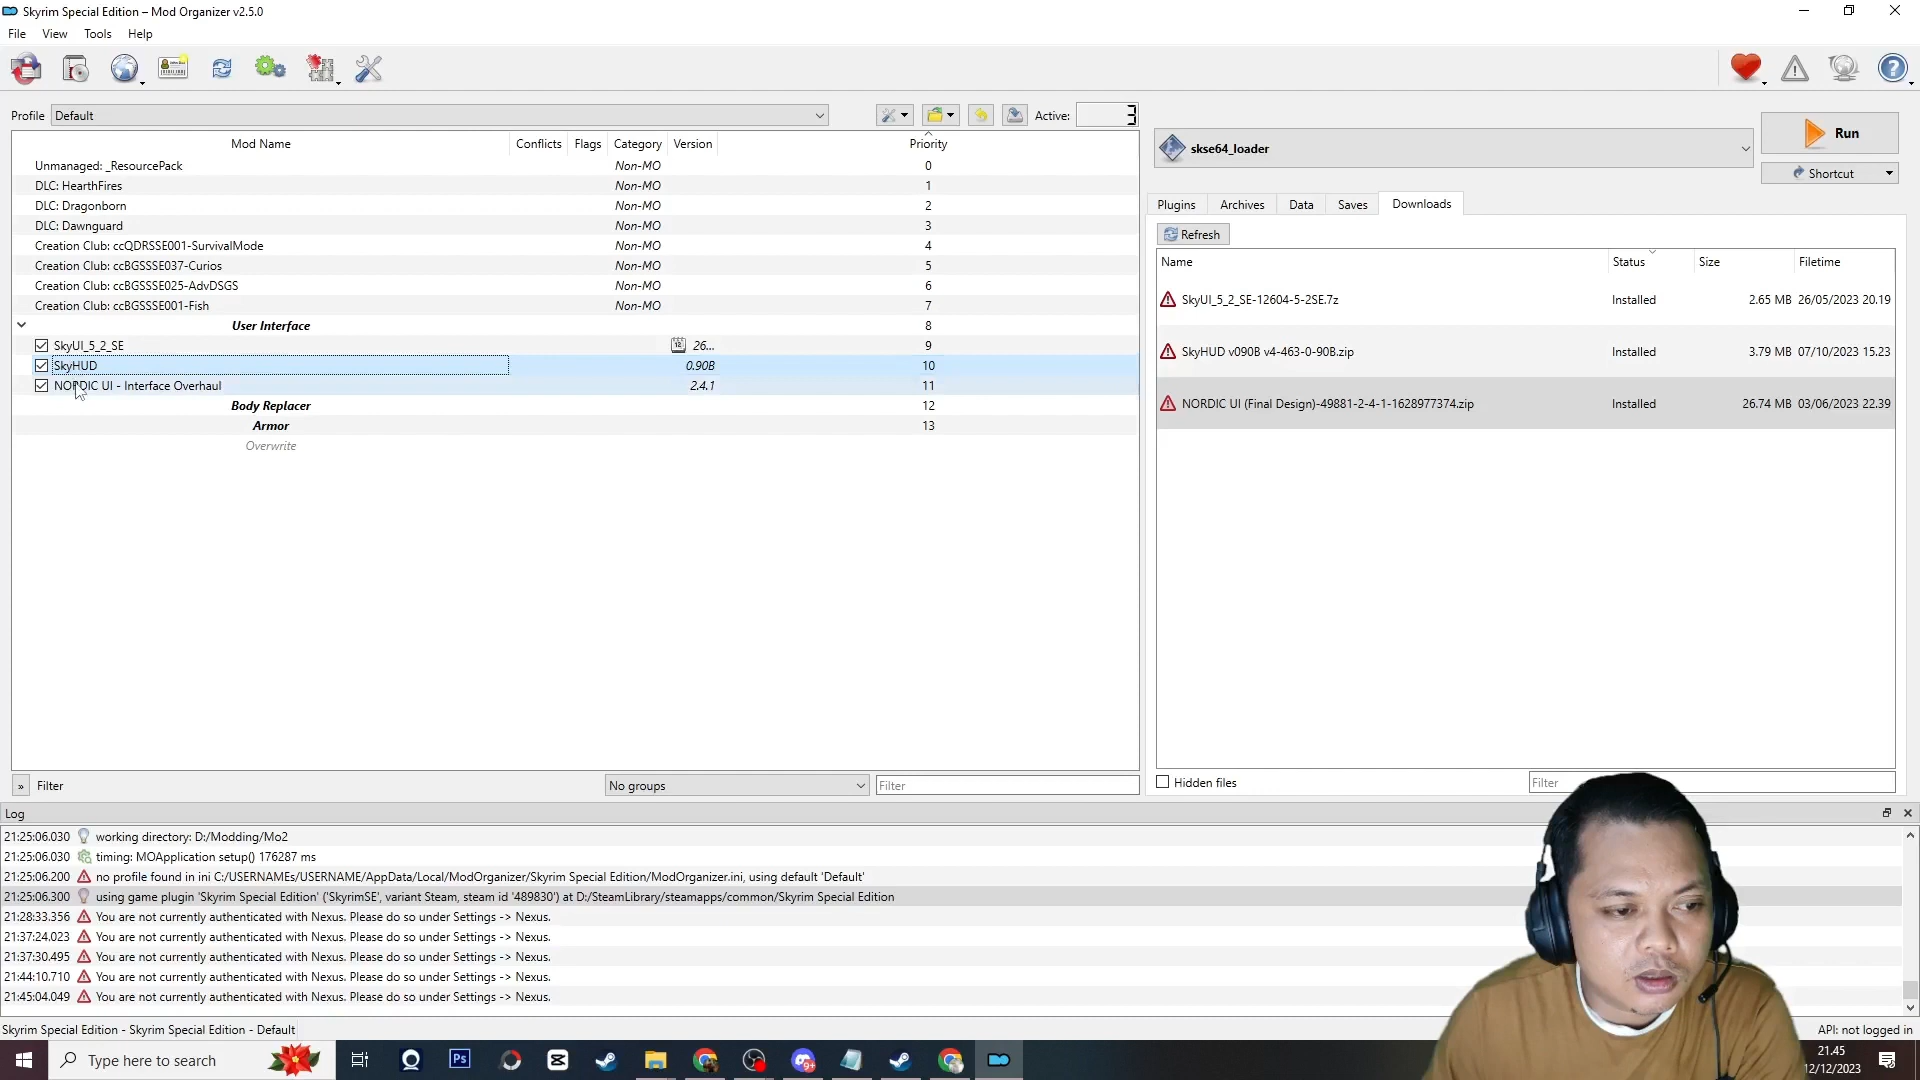 Skyrim Special Edition – Mod Organizer v2.5.0
File View Tools Help
Profile Default Active: 3
Mod Name Conflicts Flags Category Version Priority
Unmanaged: _ResourcePack Non-MO 0
DLC: HearthFires Non-MO 1
DLC: Dragonborn Non-MO 2
DLC: Dawnguard Non-MO 3
Creation Club: ccQDRSSE001-SurvivalMode Non-MO 4
Creation Club: ccBGSSSE037-Curios Non-MO 5
Creation Club: ccBGSSSE025-AdvDSGS Non-MO 6
Creation Club: ccBGSSSE001-Fish Non-MO 7
User Interface 8
SkyUI_5_2_SE 26... 9
SkyHUD 0.90B 10
NORDIC UI - Interface Overhaul 2.4.1 11
Body Replacer 12
Armor 13
Overwrite
» Filter No groups Filter
skse64_loader
Run
Shortcut
Plugins Archives Data Saves Downloads
Refresh
Name Status Size Filetime
SkyUI_5_2_SE-12604-5-2SE.7z Installed 2.65 MB 26/05/2023 20.19
SkyHUD v090B v4-463-0-90B.zip Installed 3.79 MB 07/10/2023 15.23
NORDIC UI (Final Design)-49881-2-4-1-1628977374.zip Installed 26.74 MB 03/06/2023 22.39
Hidden files Filter
Log
21:25:06.030 working directory: D:/Modding/Mo2
21:25:06.030 timing: MOApplication setup() 176287 ms
21:25:06.200 no profile found in ini C:/USERNAMEs/USERNAME/AppData/Local/ModOrganizer/Skyrim Special Edition/ModOrganizer.ini, using default 'Default'
21:25:06.300 using game plugin 'Skyrim Special Edition' ('SkyrimSE', variant Steam, steam id '489830') at D:/SteamLibrary/steamapps/common/Skyrim Special Edition
21:28:33.356 You are not currently authenticated with Nexus. Please do so under Settings -> Nexus.
21:37:24.023 You are not currently authenticated with Nexus. Please do so under Settings -> Nexus.
21:37:30.495 You are not currently authenticated with Nexus. Please do so under Settings -> Nexus.
21:44:10.710 You are not currently authenticated with Nexus. Please do so under Settings -> Nexus.
21:45:04.049 You are not currently authenticated with Nexus. Please do so under Settings -> Nexus.
Skyrim Special Edition - Skyrim Special Edition - Default API: not logged in
Type here to search Ps 9+
21.45
12/12/2023